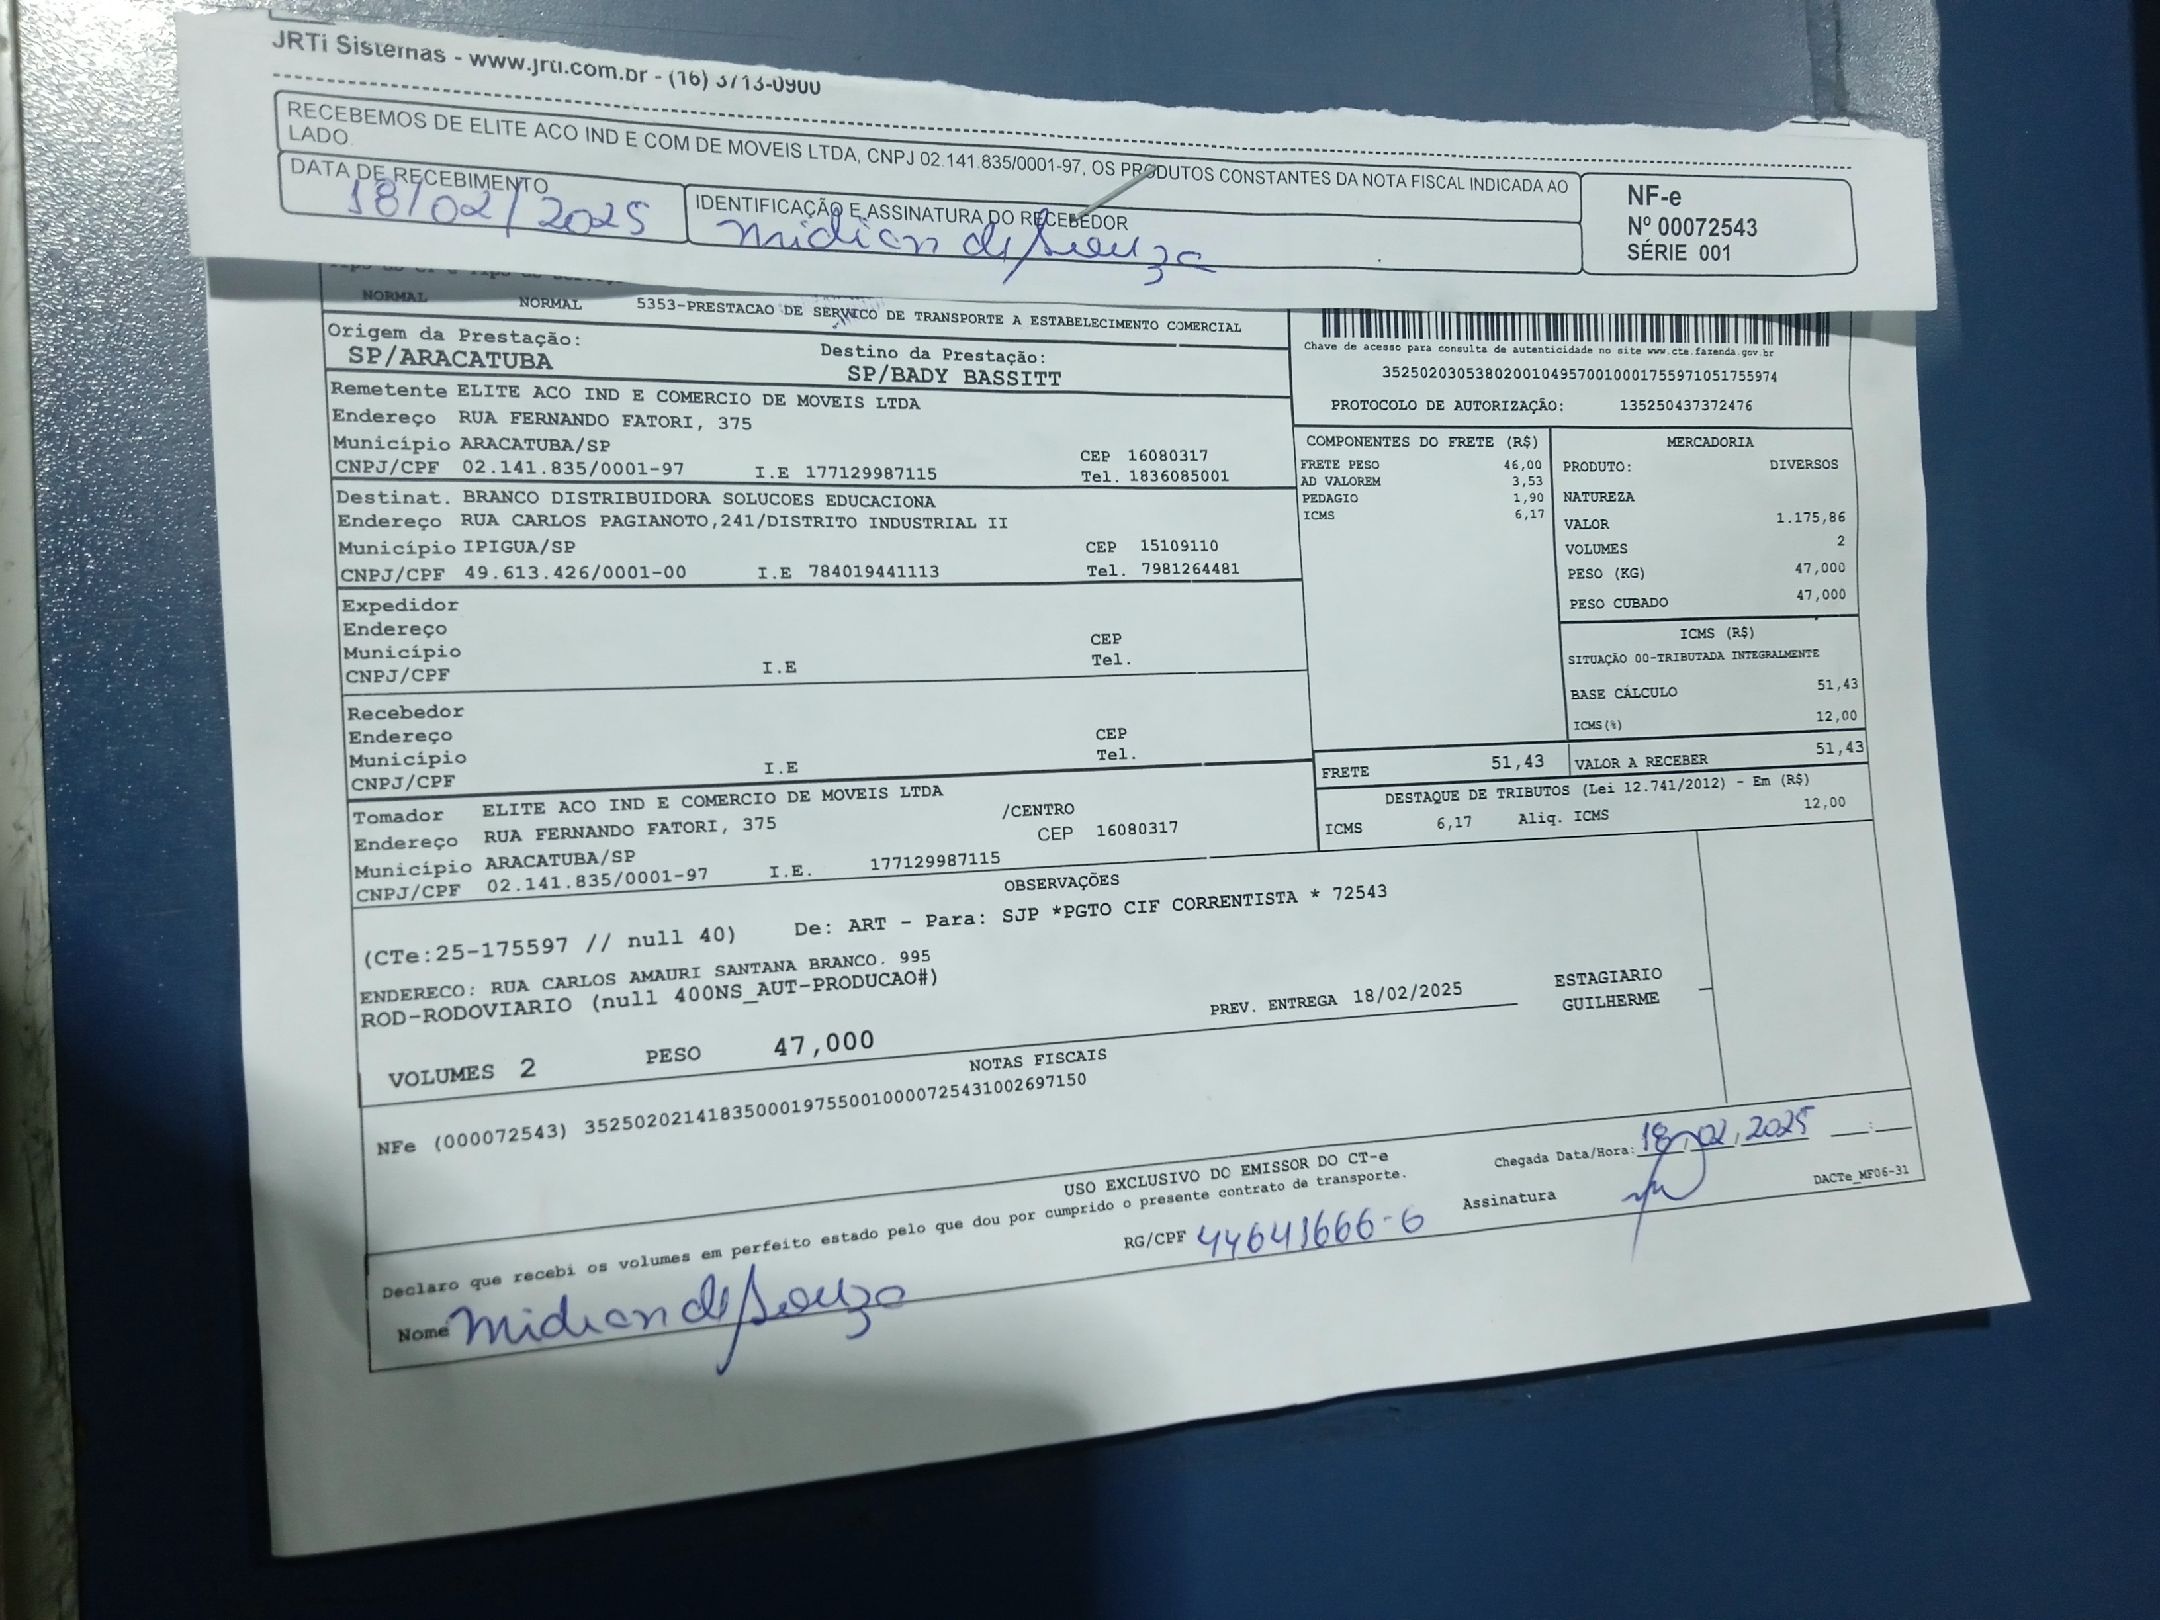 JRTi Sistemas - www.jrti.com.br - (16) 3713-0900
RECEBEMOS DE ELITE ACO IND E COM DE MOVEIS LTDA, CNPJ 02.141.835/0001-97, OS PRODUTOS CONSTANTES DA NOTA FISCAL INDICADA AO
LADO.
DATA DE RECEBIMENTO
18/02/2025
IDENTIFICAÇÃO E ASSINATURA DO RECEBEDOR
Midian de Souza
NF-e
Nº 00072543
SÉRIE 001
NORMAL NORMAL 5353-PRESTACAO DE SERVICO DE TRANSPORTE A ESTABELECIMENTO COMERCIAL
Origem da Prestação: Destino da Prestação:
SP/ARACATUBA SP/BADY BASSITT
Chave de acesso para consulta de autenticidade no site www.cte.fazenda.gov.br
35250203053802001049570010001755971051755974
PROTOCOLO DE AUTORIZAÇÃO: 135250437372476
Remetente ELITE ACO IND E COMERCIO DE MOVEIS LTDA
Endereço RUA FERNANDO FATORI, 375
Município ARACATUBA/SP CEP 16080317
CNPJ/CPF 02.141.835/0001-97 I.E 177129987115 Tel. 1836085001
Destinat. BRANCO DISTRIBUIDORA SOLUCOES EDUCACIONA
Endereço RUA CARLOS PAGIANOTO,241/DISTRITO INDUSTRIAL II
Município IPIGUA/SP CEP 15109110
CNPJ/CPF 49.613.426/0001-00 I.E 784019441113 Tel. 7981264481
Expedidor
Endereço
Município CEP
CNPJ/CPF I.E Tel.
Recebedor
Endereço
Município CEP
CNPJ/CPF I.E Tel.
Tomador ELITE ACO IND E COMERCIO DE MOVEIS LTDA
Endereço RUA FERNANDO FATORI, 375 /CENTRO
Município ARACATUBA/SP CEP 16080317
CNPJ/CPF 02.141.835/0001-97 I.E. 177129987115
COMPONENTES DO FRETE (R$)
FRETE PESO 46,00
AD VALOREM 3,53
PEDAGIO 1,90
ICMS 6,17
MERCADORIA
PRODUTO: DIVERSOS
NATUREZA
VALOR 1.175,86
VOLUMES 2
PESO (KG) 47,000
PESO CUBADO 47,000
ICMS (R$)
SITUAÇÃO 00-TRIBUTADA INTEGRALMENTE
BASE CÁLCULO 51,43
ICMS(%) 12,00
FRETE 51,43 VALOR A RECEBER 51,43
DESTAQUE DE TRIBUTOS (Lei 12.741/2012) - Em (R$)
ICMS 6,17 Aliq. ICMS 12,00
OBSERVAÇÕES
(CTe:25-175597 // null 40) De: ART - Para: SJP *PGTO CIF CORRENTISTA * 72543
ENDERECO: RUA CARLOS AMAURI SANTANA BRANCO. 995
ROD-RODOVIARIO (null 400NS_AUT-PRODUCAO#)
PREV. ENTREGA 18/02/2025
ESTAGIARIO
GUILHERME
VOLUMES 2 PESO 47,000
NOTAS FISCAIS
NFe (000072543) 35250202141835000197550010000725431002697150
USO EXCLUSIVO DO EMISSOR DO CT-e
Declaro que recebi os volumes em perfeito estado pelo que dou por cumprido o presente contrato de transporte.
Chegada Data/Hora: 18/02/2025 __:__
Nome Midian de Souza
RG/CPF 44641666-6
Assinatura
DACTe_MF06-31